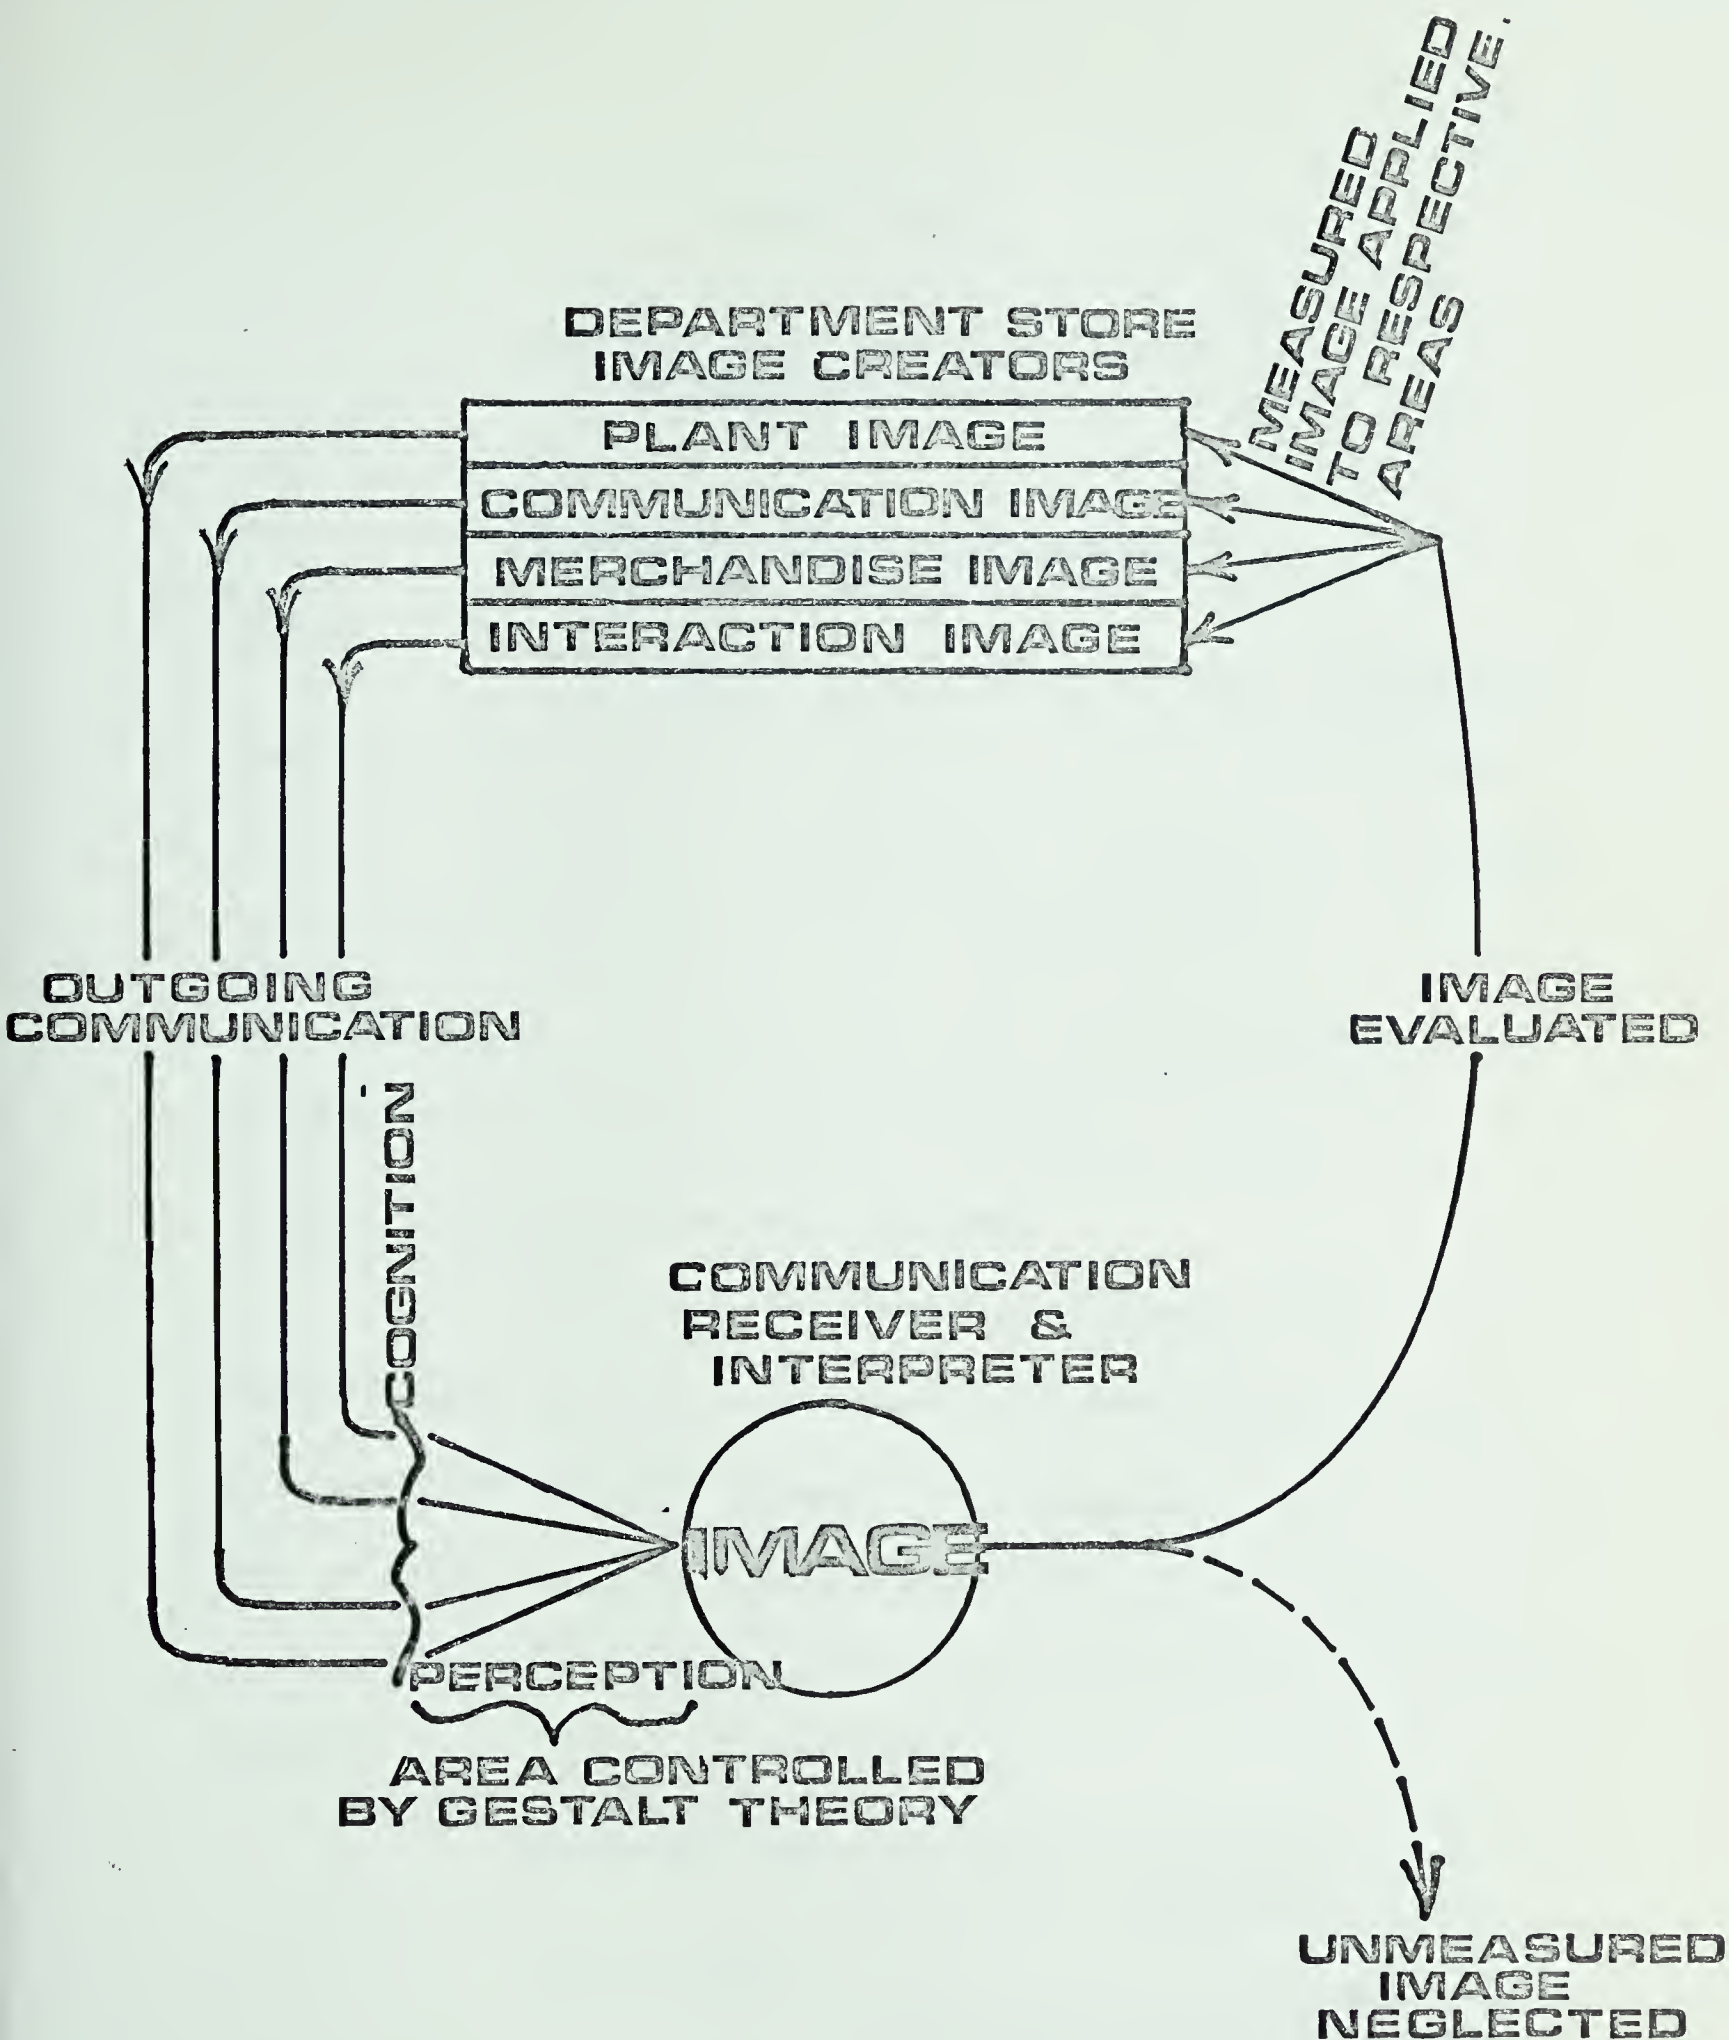 MEASURED
IMAGE APPLIED
TO RESPECTIVE
AREAS
DEPARTMENT STORE
IMAGE CREATORS
PLANT IMAGE
COMMUNICATION IMAGE
MERCHANDISE IMAGE
INTERACTION IMAGE
OUTGOING
COMMUNICATION
IMAGE
EVALUATED
COGNITION
COMMUNICATION
RECEIVER &
INTERPRETER
IMAGE
PERCEPTION
AREA CONTROLLED
BY GESTALT THEORY
UNMEASURED
IMAGE
NEGLECTED